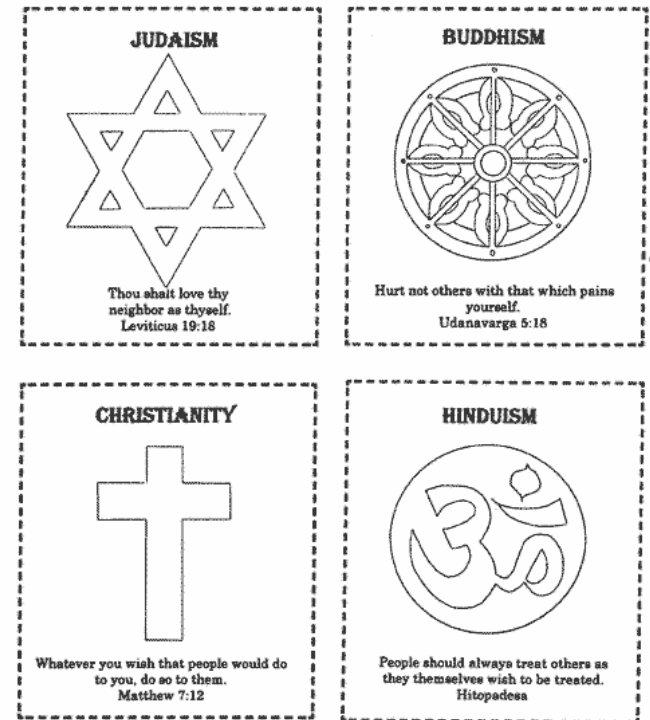 JUDAISM
Thou shalt love thy
neighbor as thyself.
Leviticus 19:18
BUDDHISM
Hurt not others with that which pains
yourself.
Udanavarga 5:18
CHRISTIANITY
Whatever you wish that people would do
to you, do so to them.
Matthew 7:12
HINDUISM
People should always treat others as
they themselves wish to be treated.
Hitopadesa